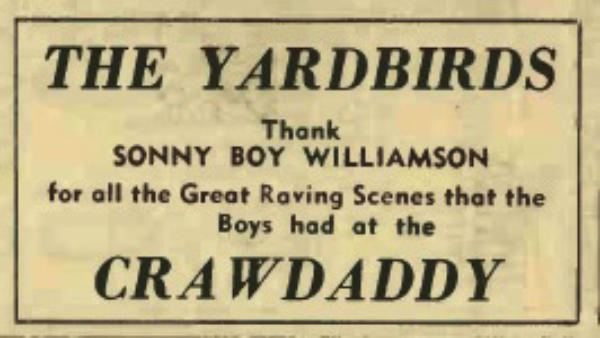 THE YARDBIRDS
Thank
SONNY BOY WILLIAMSON
for all the Great Raving Scenes that the
Boys had at the
CRAWDADDY